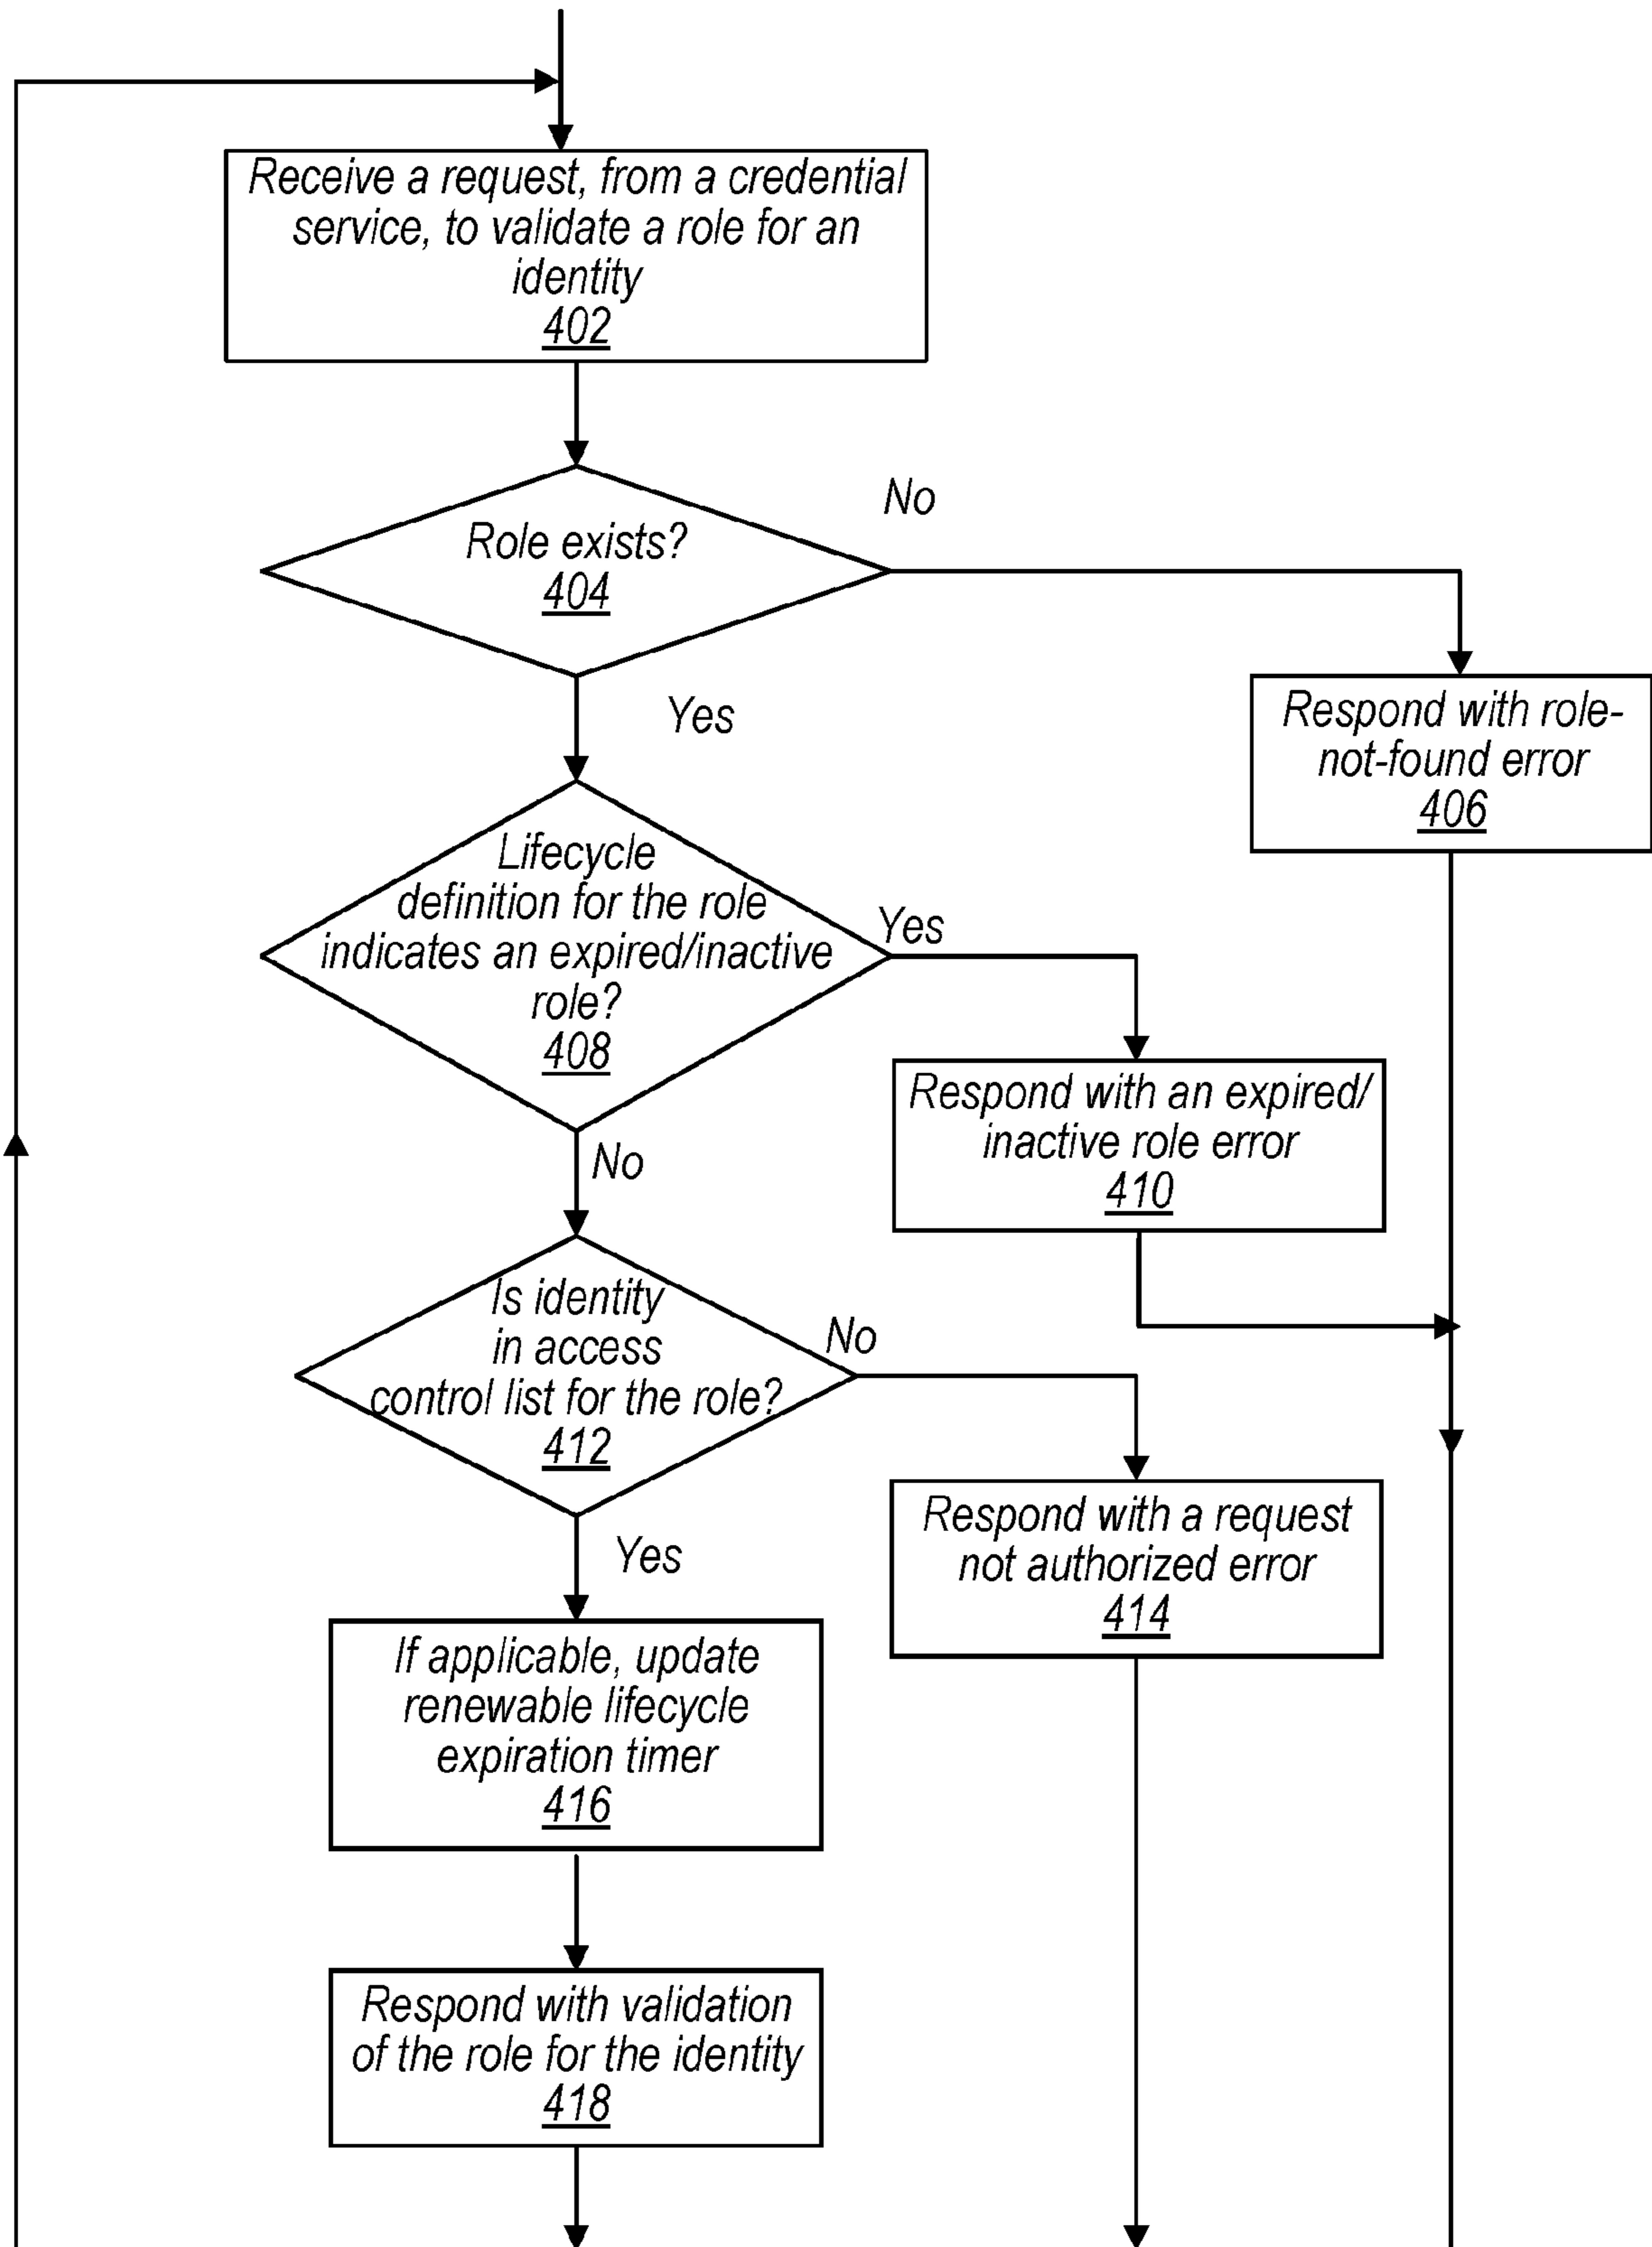 Receive a request, from a credential
service, to validate a role for an
identity
402
Role exists?
404
No
Yes
Respond with role-
not-found error
406
Lifecycle
definition for the role
indicates an expired/inactive
role?
408
Yes
No
Respond with an expired/
inactive role error
410
Is identity
in access
control list for the role?
412
No
Yes
Respond with a request
not authorized error
414
If applicable, update
renewable lifecycle
expiration timer
416
Respond with validation
of the role for the identity
418